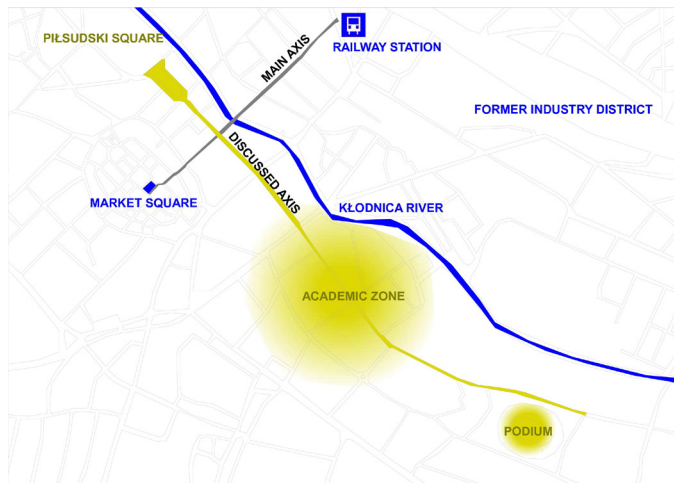 PIŁSUDSKI SQUARE
MAIN AXIS
RAILWAY STATION
FORMER INDUSTRY DISTRICT
DISCUSSED AXIS
MARKET SQUARE
KŁODNICA RIVER
ACADEMIC ZONE
PODIUM